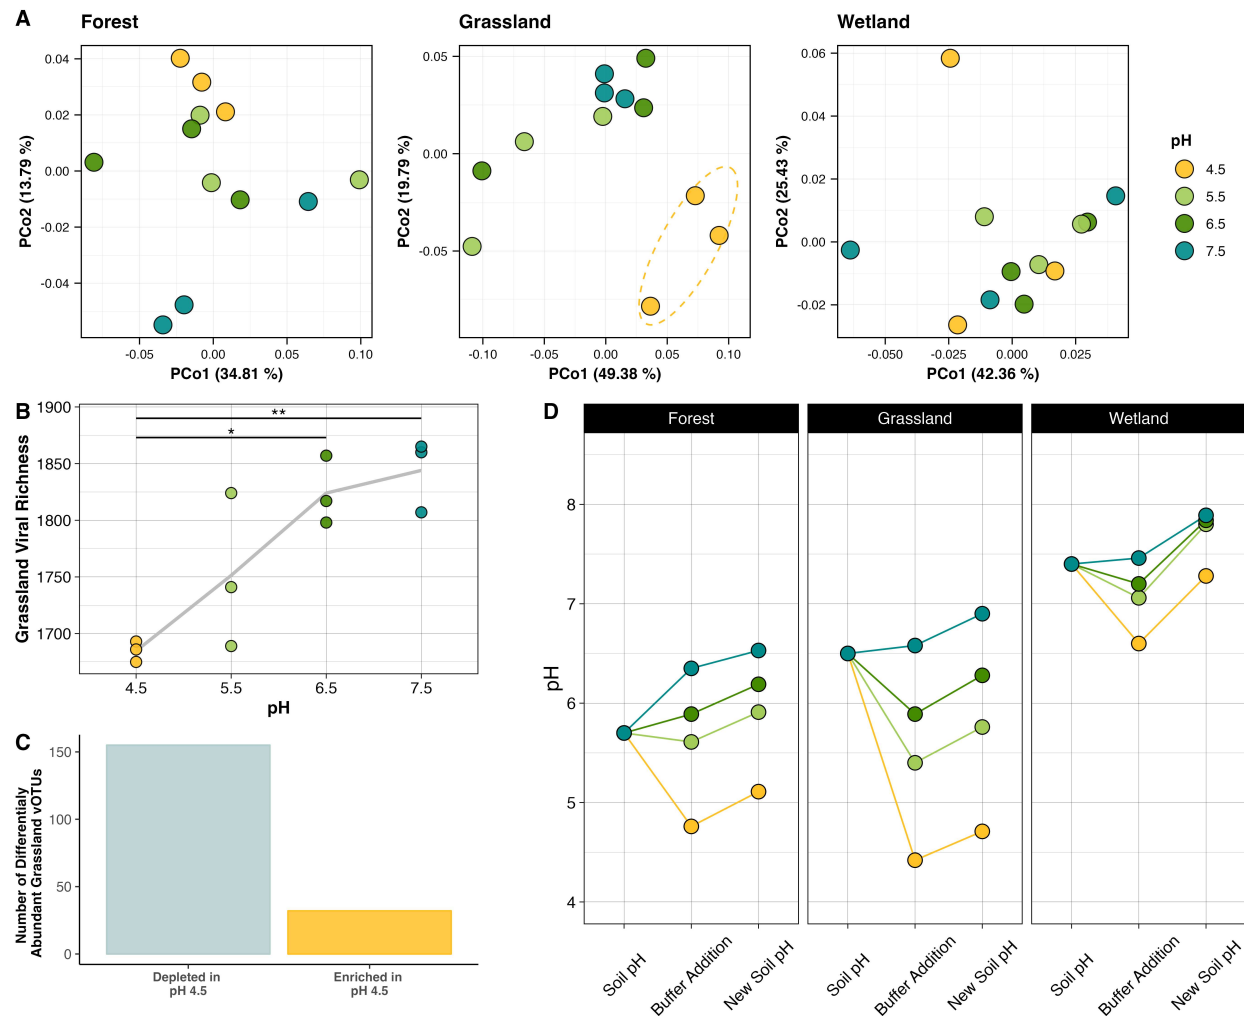 A
Forest
Grassland
Wetland
PCo2 (13.79 %)
0.04
0.02
0.00
-0.02
-0.04
-0.05
0.00
0.05
0.10
PCo1 (34.81 %)
PCo2 (19.79 %)
0.05
0.00
-0.05
-0.10
-0.05
0.00
0.05
0.10
PCo1 (49.38 %)
PCo2 (25.43 %)
0.06
0.04
0.02
0.00
-0.02
-0.050
-0.025
0.000
0.025
PCo1 (42.36 %)
pH
4.5
5.5
6.5
7.5
B
Grassland Viral Richness
1900
1850
1800
1750
1700
**
*
4.5
5.5
6.5
7.5
pH
C
Number of Differentialy
Abundant Grassland vOTUs
150
100
50
0
Depleted in
pH 4.5
Enriched in
pH 4.5
D
Forest
Grassland
Wetland
pH
8
7
6
5
4
Soil pH
Buffer Addition
New Soil pH
Soil pH
Buffer Addition
New Soil pH
Soil pH
Buffer Addition
New Soil pH